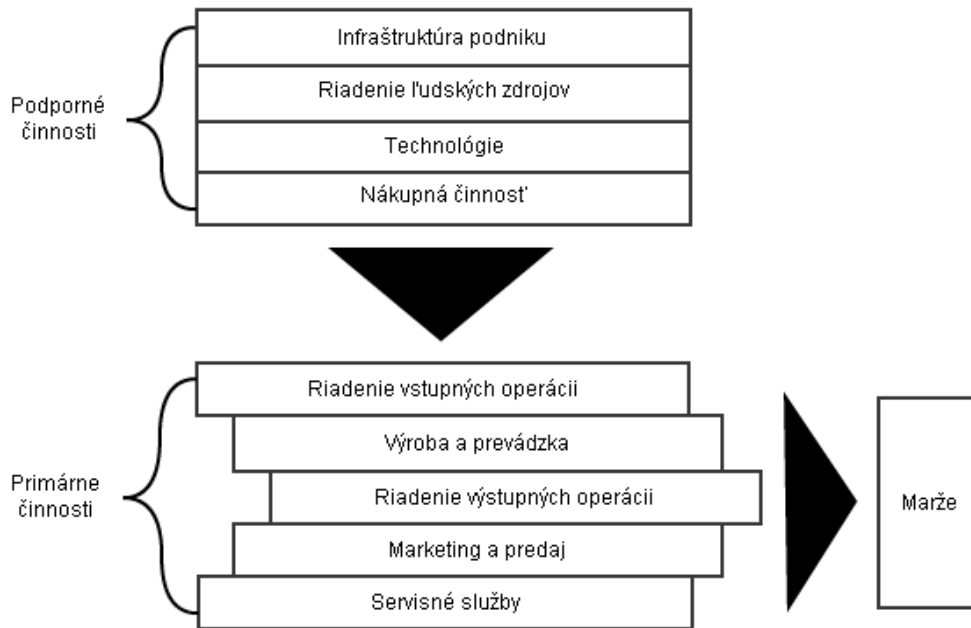 Infraštruktúra podniku
Riadenie ľudských zdrojov
Podporné
činnosti
Technológie
Nákupná činnosť
Riadenie vstupných operácii
Výroba a prevádzka
Primárne
činnosti
Riadenie výstupných operácii
Marže
Marketing a predaj
Servisné služby